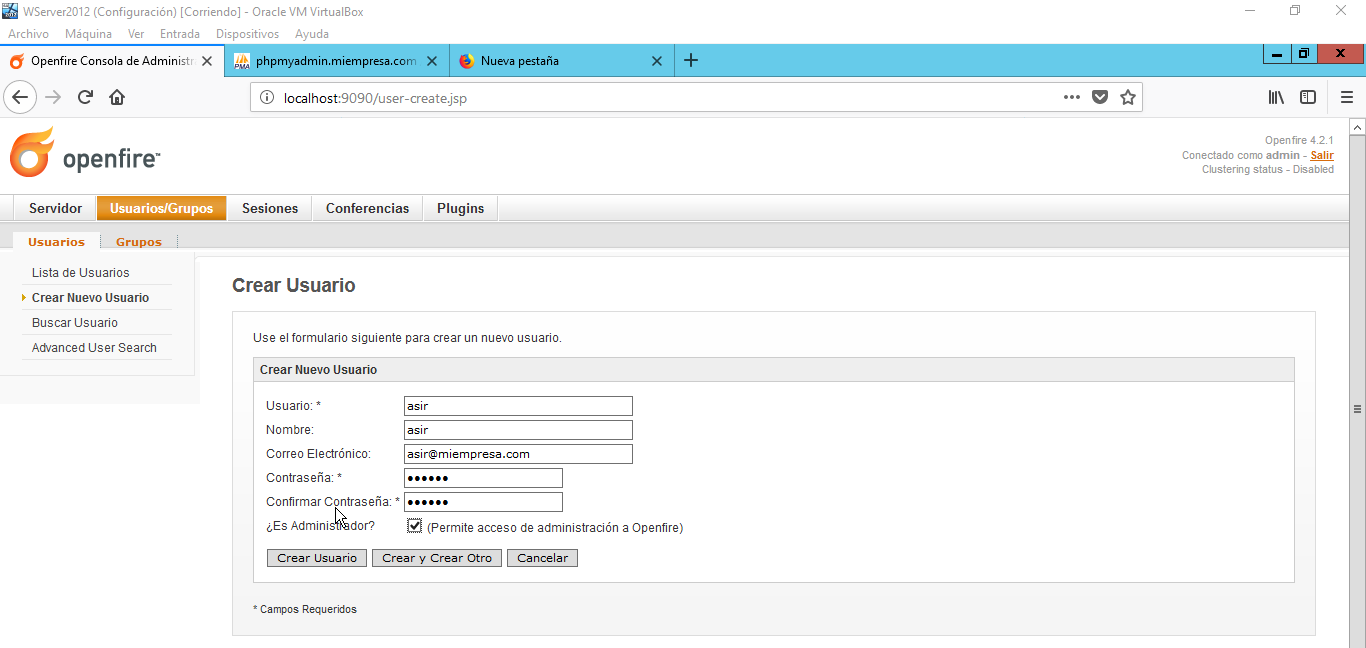 WServer2012 (Configuración) [Corriendo] - Oracle VM VirtualBox
Archivo Máquina Ver Entrada Dispositivos Ayuda
Openfire Consola de Administr phpmyadmin.miempresa.com Nueva pestaña
localhost:9090/user-create.jsp
openfire™
Openfire 4.2.1
Conectado como admin - Salir
Clustering status - Disabled
Servidor Usuarios/Grupos Sesiones Conferencias Plugins
Usuarios Grupos
Lista de Usuarios
Crear Nuevo Usuario
Buscar Usuario
Advanced User Search
Crear Usuario
Use el formulario siguiente para crear un nuevo usuario.
Crear Nuevo Usuario
Usuario: * asir
Nombre: asir
Correo Electrónico: asir@miempresa.com
Contraseña: * ••••••
Confirmar Contraseña: * ••••••
¿Es Administrador? (Permite acceso de administración a Openfire)
Crear Usuario Crear y Crear Otro Cancelar
* Campos Requeridos